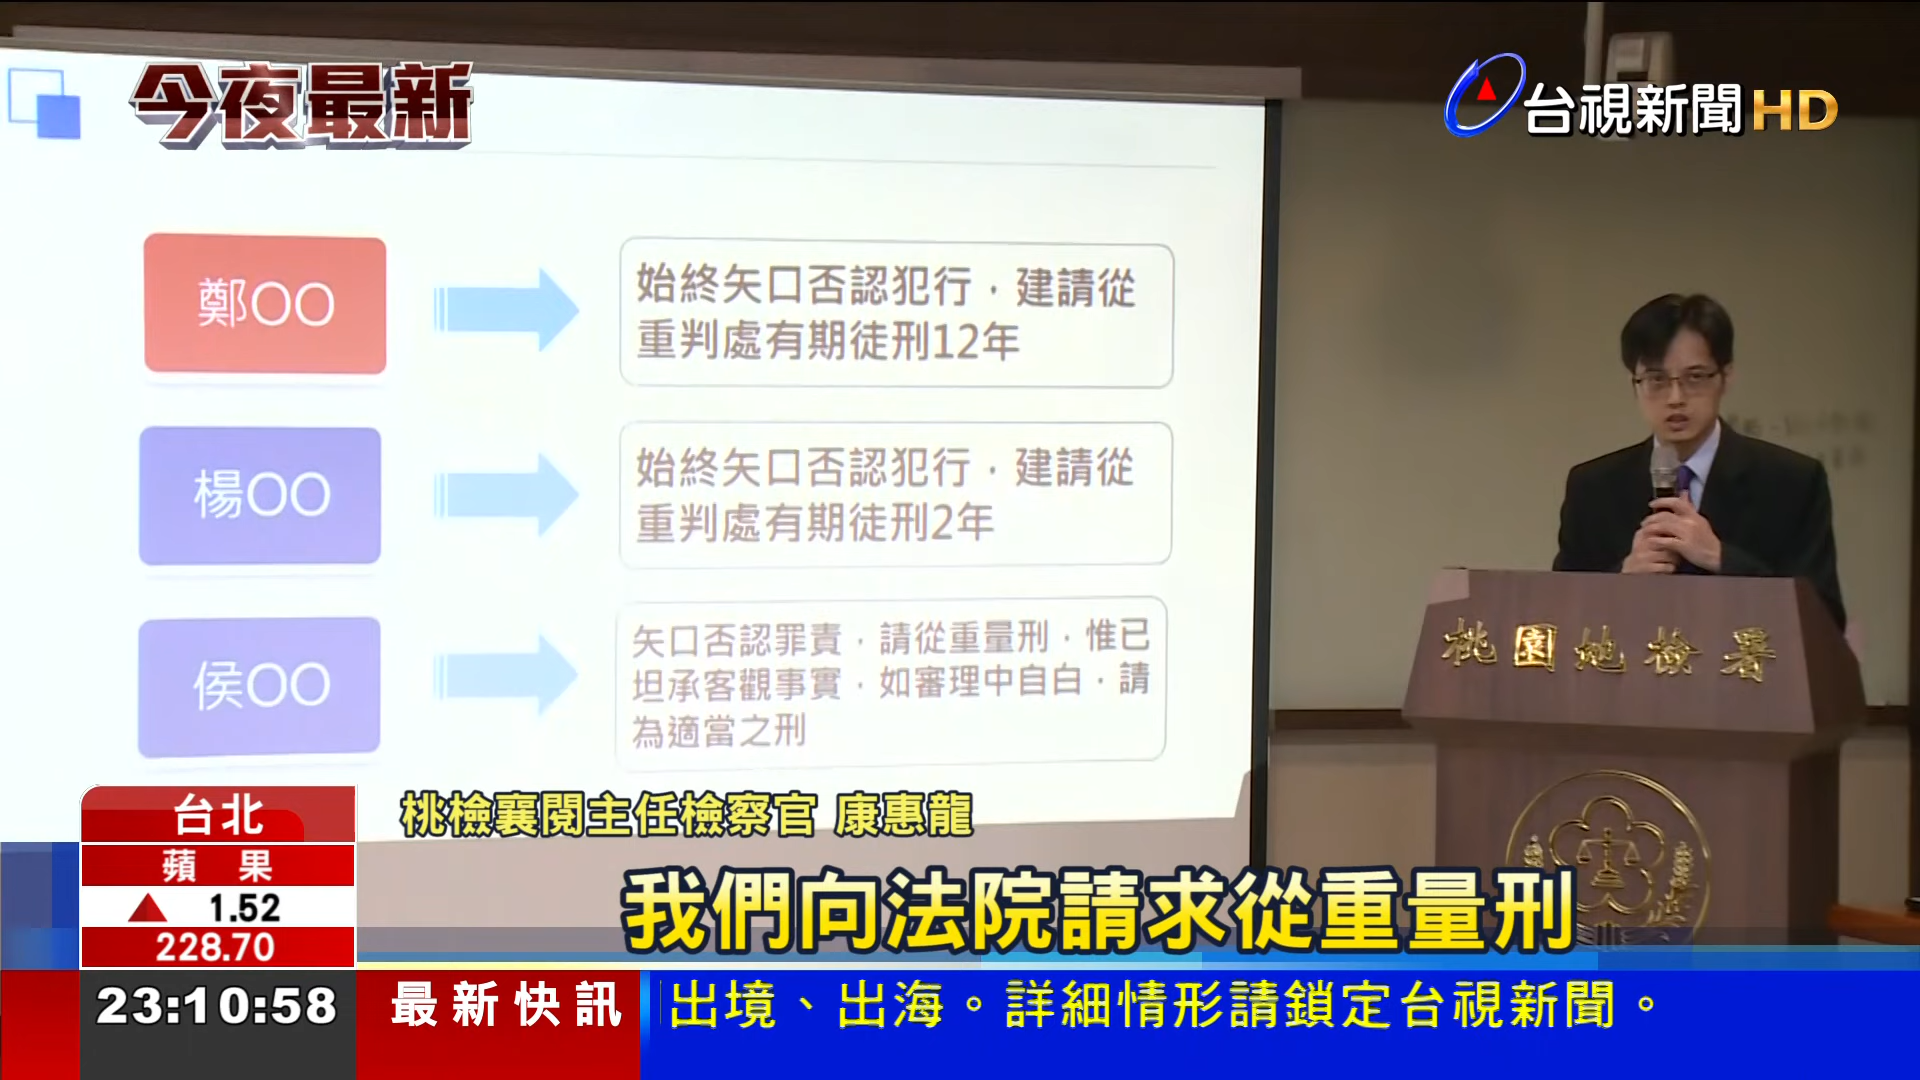 今夜最新
台視新聞HD
鄭〇〇
始終矢口否認犯行，建請從
重判處有期徒刑12年
楊〇〇
始終矢口否認犯行，建請從
重判處有期徒刑2年
侯〇〇
矢口否認罪責，請從重量刑，惟已
坦承客觀事實，如審理中自白，請
為適當之刑
桃園地檢署
桃檢襄閱主任檢察官 康惠龍
我們向法院請求從重量刑
台北
蘋果
▲ 1.52
228.70
23:10:58
最新快訊
出境、出海。詳細情形請鎖定台視新聞。